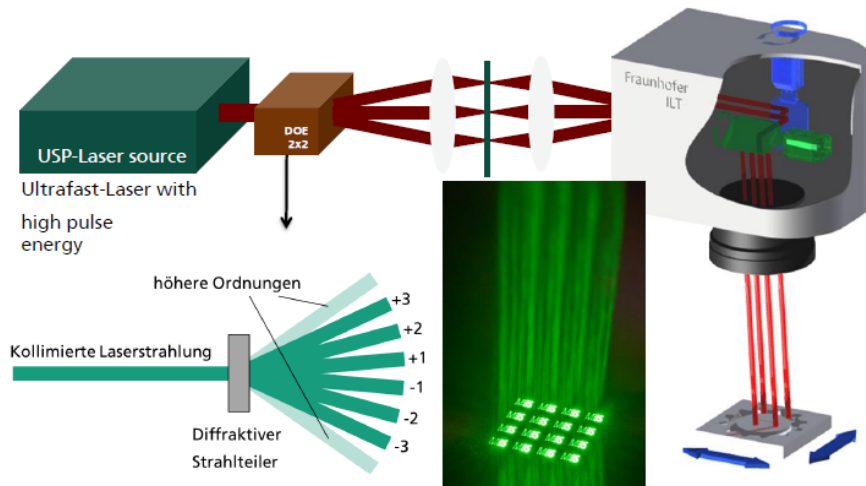 USP-Laser source
Ultrafast-Laser with
high pulse
energy
DOE
2x2
Fraunhofer
ILT
höhere Ordnungen
+3
+2
+1
-1
-2
-3
Kollimierte Laserstrahlung
Diffraktiver
Strahlteiler